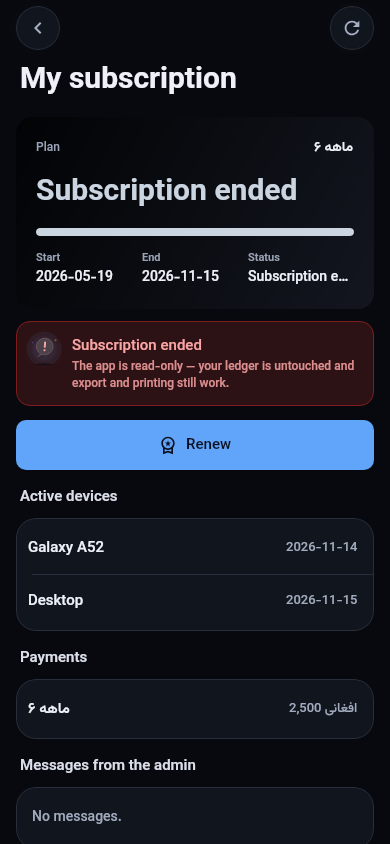 My subscription
Plan
۶ ماهه
Subscription ended
Start
End
Status
2026-05-19
2026-11-15
Subscription e…
Subscription ended
The app is read-only — your ledger is untouched and
export and printing still work.
Renew
Active devices
Galaxy A52
2026-11-14
Desktop
2026-11-15
Payments
۶ ماهه
2,500 افغانی
Messages from the admin
No messages.